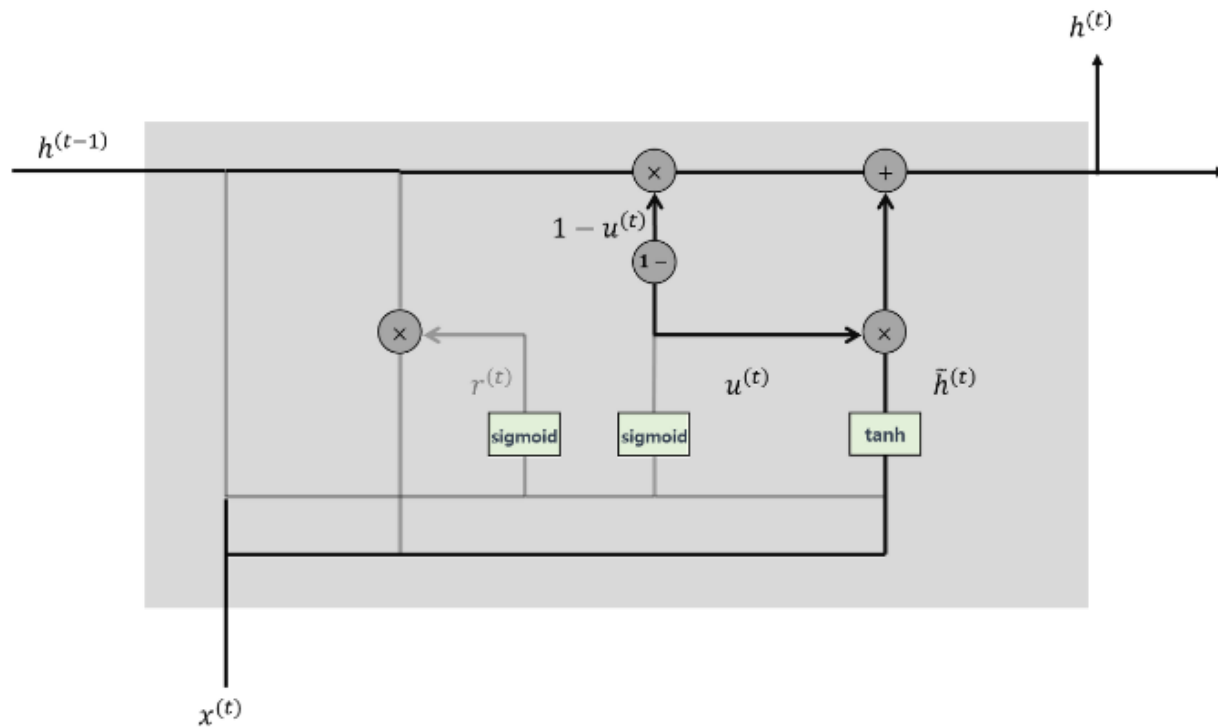 h^(t)
h^(t−1)
×
+
1 − u^(t)
1 −
×
×
r^(t)
u^(t)
h̄^(t)
sigmoid
sigmoid
tanh
x^(t)